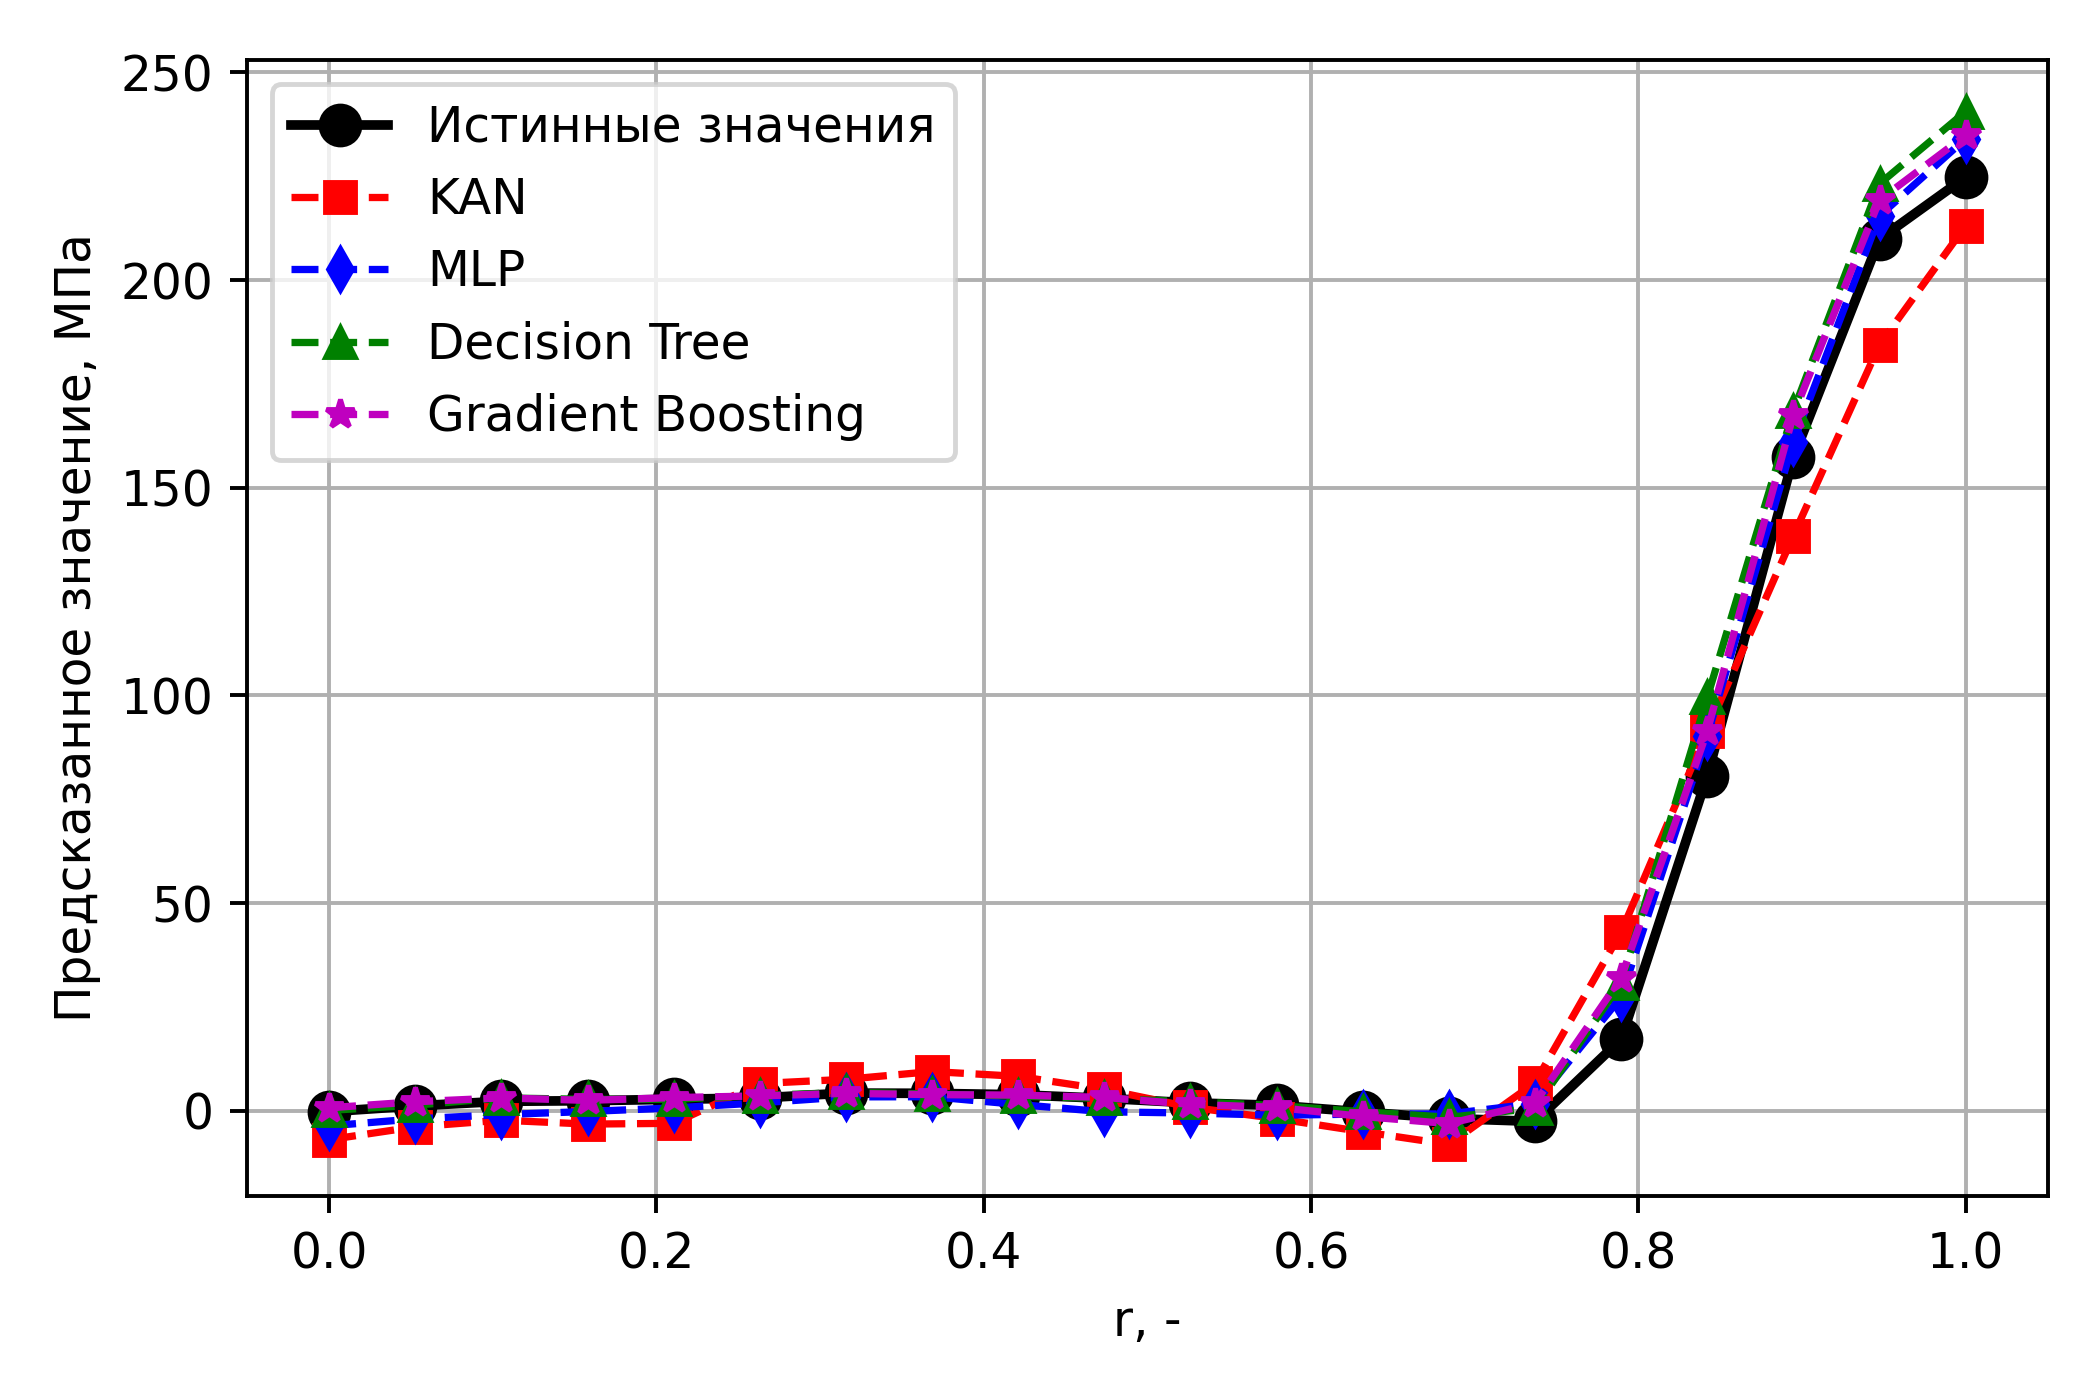 Истинные значения
KAN
MLP
Decision Tree
Gradient Boosting
Предсказанное значение, МПа
250
200
150
100
50
0
0.0 0.2 0.4 0.6 0.8 1.0
r, -